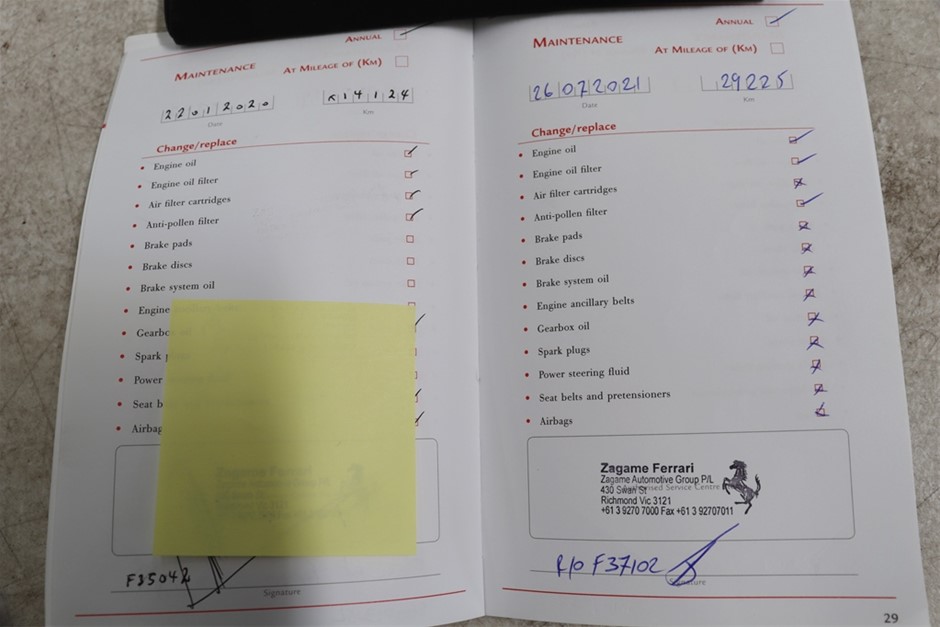 ANNUAL
MAINTENANCE
AT MILEAGE OF (KM)
22012020
Date
14124
Km
Change/replace
Engine oil
Engine oil filter
Air filter cartridges
Anti-pollen filter
Brake pads
Brake discs
Brake system oil
Engine
Gearbo
Spark
Power
Seat b
Airbag
F35042
Signature
ANNUAL
MAINTENANCE
AT MILEAGE OF (KM)
26072021
Date
29225
Km
Change/replace
Engine oil
Engine oil filter
Air filter cartridges
Anti-pollen filter
Brake pads
Brake discs
Brake system oil
Engine ancillary belts
Gearbox oil
Spark plugs
Power steering fluid
Seat belts and pretensioners
Airbags
Zagame Ferrari
Zagame Automotive Group P/L
430 Swan St
Authorised Service Centre
Richmond Vic 3121
+61 3 9270 7000 Fax +61 3 92707011
R/o F37102
Signature
29